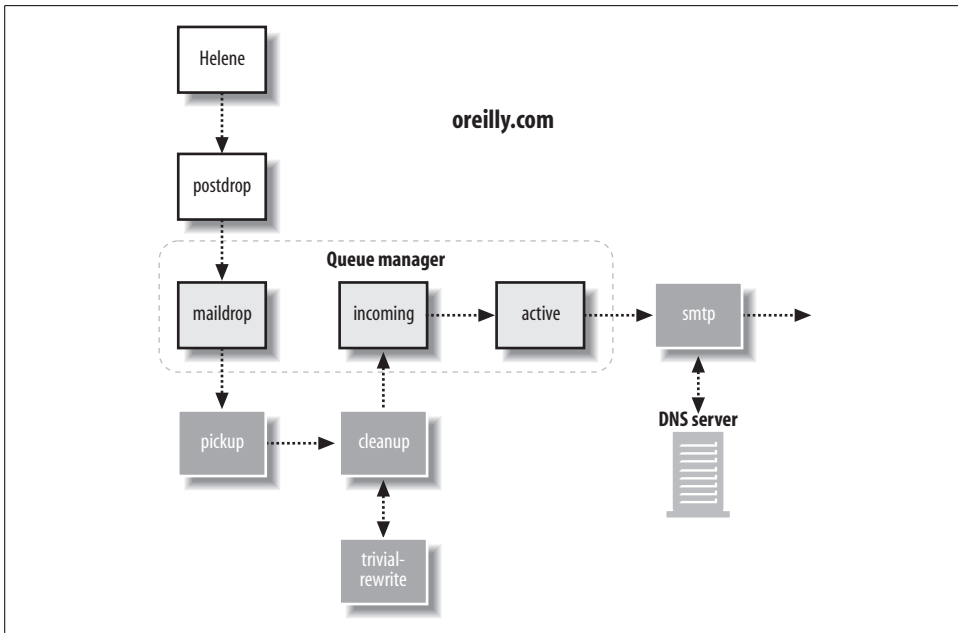 Helene
oreilly.com
postdrop
Queue manager
maildrop
incoming
active
smtp
DNS server
pickup
cleanup
trivial-
rewrite